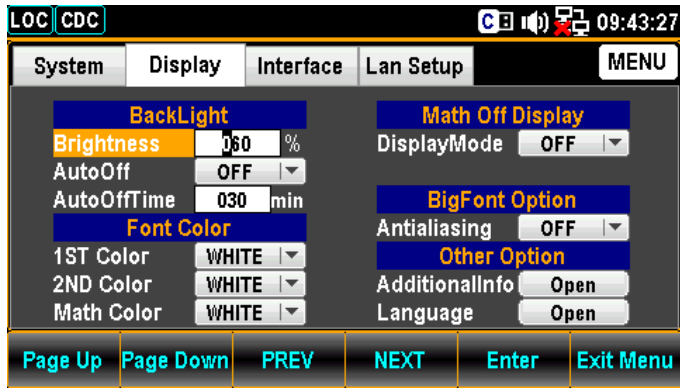 LOC CDC C 09:43:27
System Display Interface Lan Setup MENU
BackLight
Brightness 060 %
AutoOff OFF
AutoOffTime 030 min
Font Color
1ST Color WHITE
2ND Color WHITE
Math Color WHITE
Math Off Display
DisplayMode OFF
BigFont Option
Antialiasing OFF
Other Option
AdditionalInfo Open
Language Open
Page Up Page Down PREV NEXT Enter Exit Menu